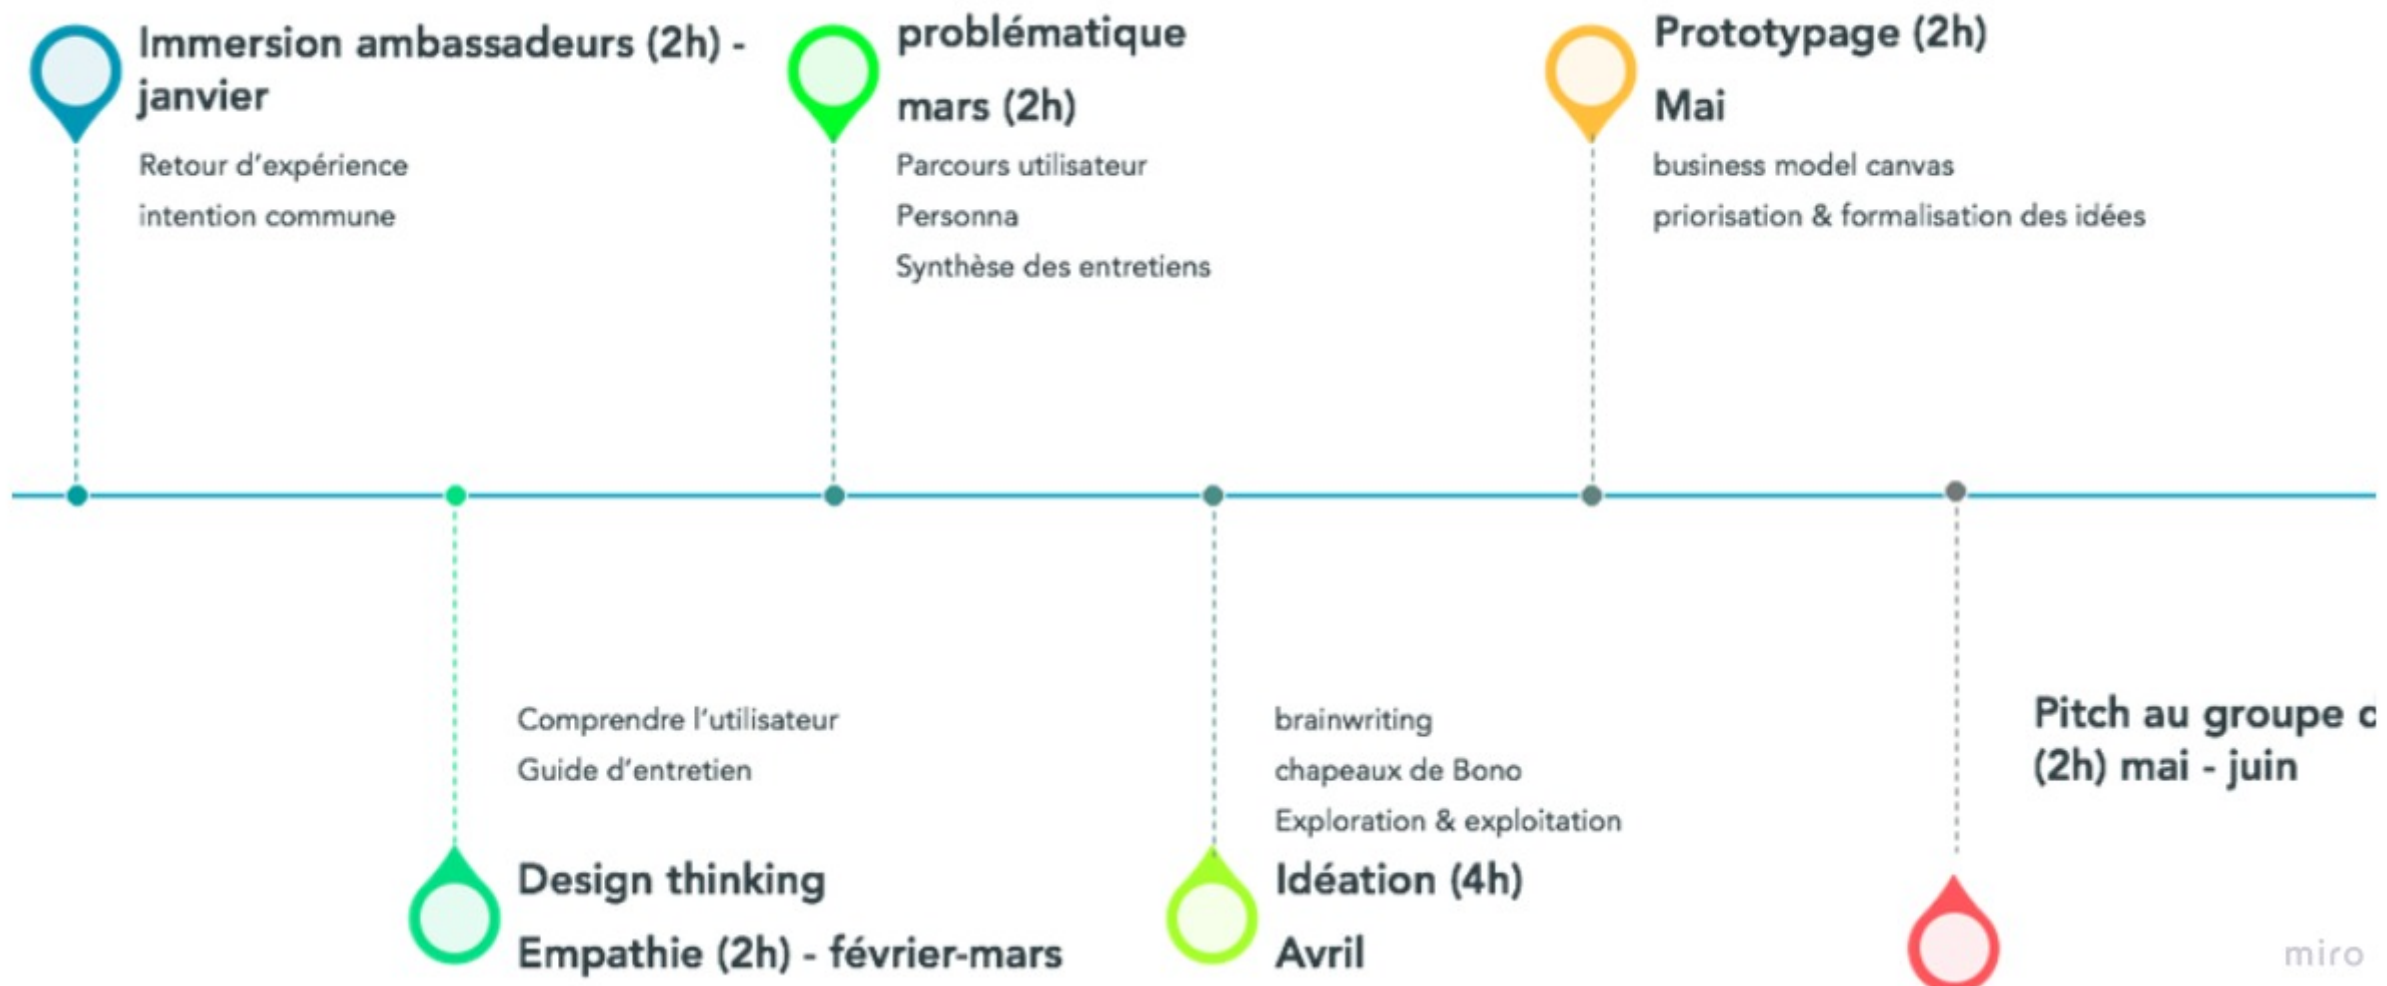 Immersion ambassadeurs (2h) -
janvier
Retour d'expérience
intention commune
problématique
mars (2h)
Parcours utilisateur
Personna
Synthèse des entretiens
Prototypage (2h)
Mai
business model canvas
priorisation & formalisation des idées
Comprendre l'utilisateur
Guide d'entretien
Design thinking
Empathie (2h) - février-mars
brainwriting
chapeaux de Bono
Exploration & exploitation
Idéation (4h)
Avril
Pitch au groupe
(2h) mai - juin
miro